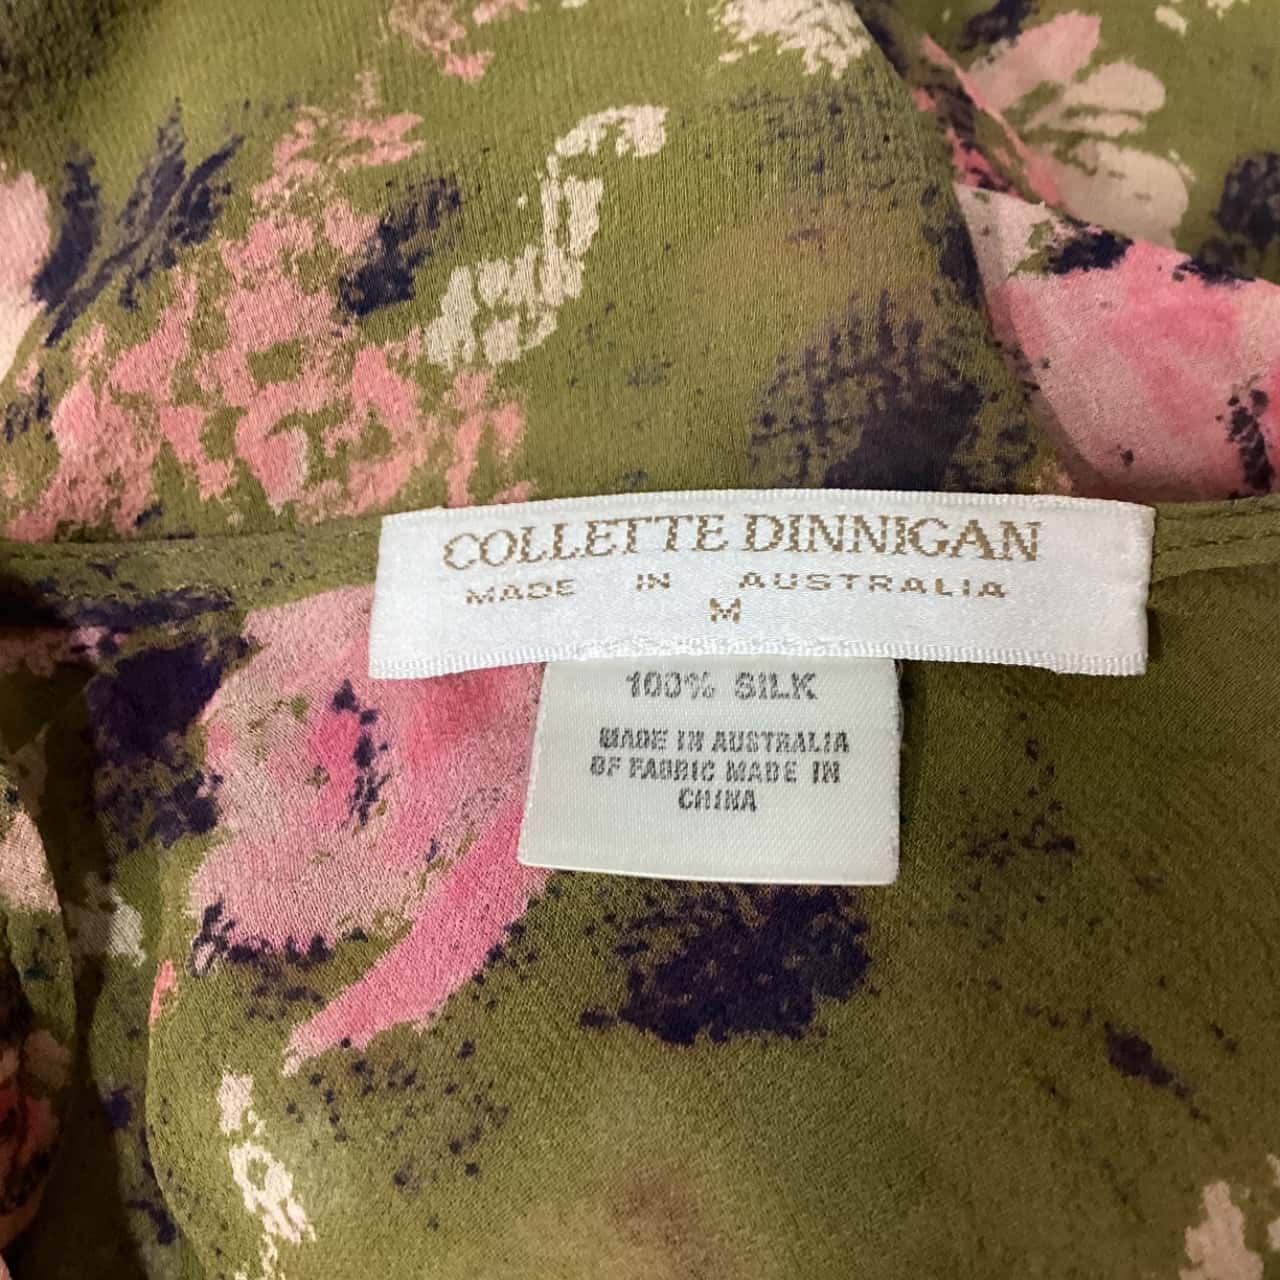 COLLETTE DINNIGAN
MADE IN AUSTRALIA
M
100% SILK
MADE IN AUSTRALIA
OF FABRIC MADE IN
CHINA